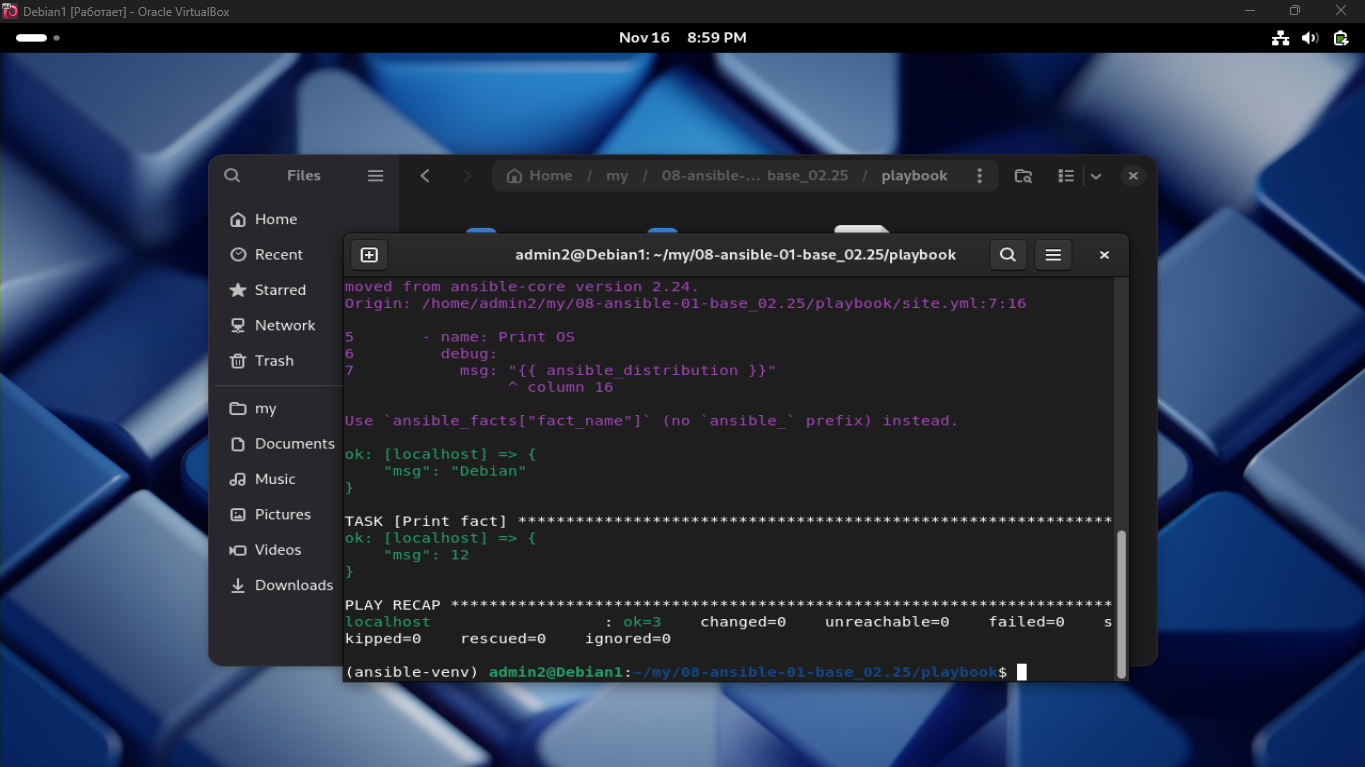 Debian1 [Работает] - Oracle VirtualBox
Nov 16 8:59 PM
Files
Home / my / 08-ansible-... base_02.25 / playbook
Home
Recent
Starred
Network
Trash
my
Documents
Music
Pictures
Videos
Downloads
admin2@Debian1: ~/my/08-ansible-01-base_02.25/playbook
moved from ansible-core version 2.24.
Origin: /home/admin2/my/08-ansible-01-base_02.25/playbook/site.yml:7:16
5 - name: Print OS
6 debug:
7 msg: "{{ ansible_distribution }}"
^ column 16
Use `ansible_facts["fact_name"]` (no `ansible_` prefix) instead.
ok: [localhost] => {
"msg": "Debian"
}
TASK [Print fact] **************************************************************
ok: [localhost] => {
"msg": 12
}
PLAY RECAP *********************************************************************
localhost : ok=3 changed=0 unreachable=0 failed=0 s
kipped=0 rescued=0 ignored=0
(ansible-venv) admin2@Debian1:~/my/08-ansible-01-base_02.25/playbook$